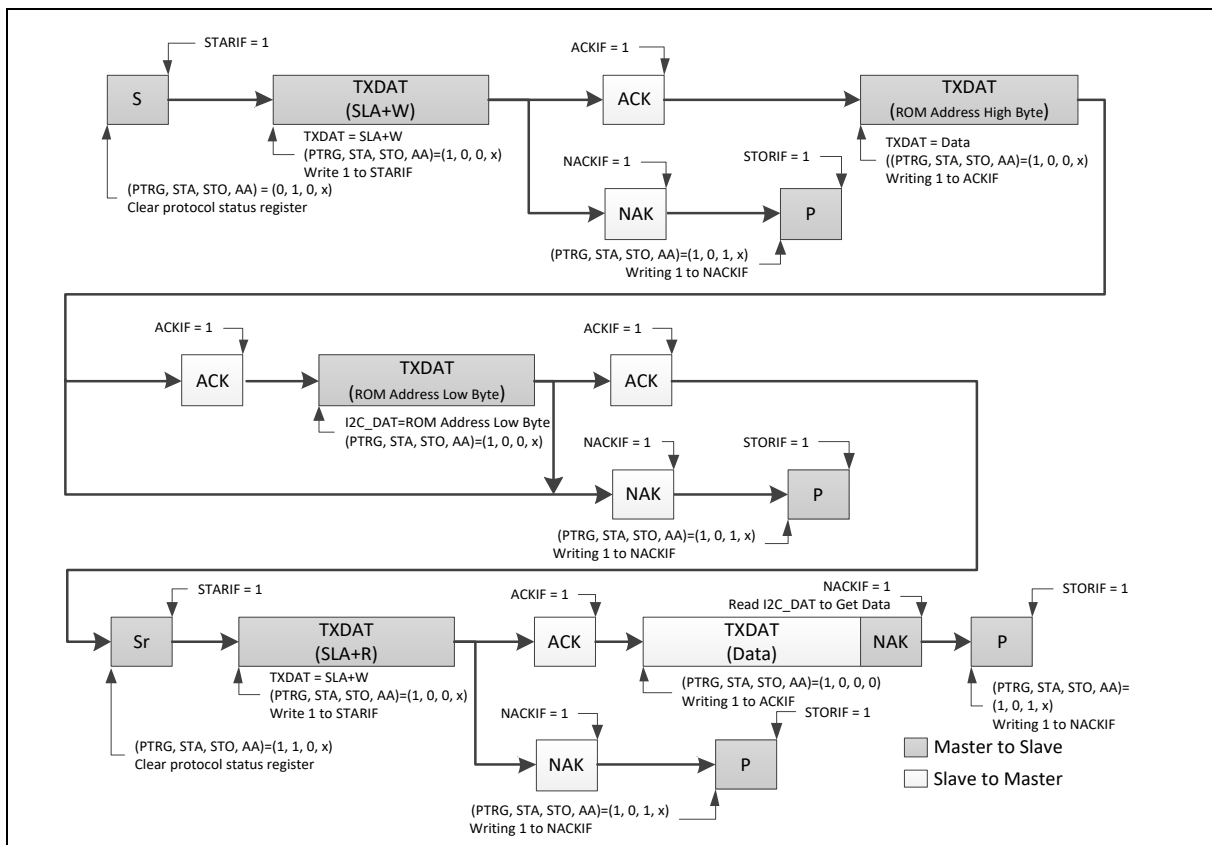 STARIF = 1
ACKIF = 1
S
TXDAT
(SLA+W)
ACK
TXDAT
(ROM Address High Byte)
TXDAT = SLA+W
(PTRG, STA, STO, AA)=(1, 0, 0, x)
Write 1 to STARIF
TXDAT = Data
((PTRG, STA, STO, AA)=(1, 0, 0, x)
Writing 1 to ACKIF
NACKIF = 1
STORIF = 1
(PTRG, STA, STO, AA) = (0, 1, 0, x)
Clear protocol status register
NAK
P
(PTRG, STA, STO, AA)=(1, 0, 1, x)
Writing 1 to NACKIF
ACKIF = 1
ACKIF = 1
ACK
TXDAT
(ROM Address Low Byte)
ACK
I2C_DAT=ROM Address Low Byte
(PTRG, STA, STO, AA)=(1, 0, 0, x)
NACKIF = 1
STORIF = 1
NAK
P
(PTRG, STA, STO, AA)=(1, 0, 1, x)
Writing 1 to NACKIF
STARIF = 1
ACKIF = 1
NACKIF = 1
Read I2C_DAT to Get Data
STORIF = 1
Sr
TXDAT
(SLA+R)
ACK
TXDAT
(Data)
NAK
P
TXDAT = SLA+W
(PTRG, STA, STO, AA)=(1, 0, 0, x)
Write 1 to STARIF
(PTRG, STA, STO, AA)=(1, 0, 0, 0)
Writing 1 to ACKIF
(PTRG, STA, STO, AA)=
(1, 0, 1, x)
Writing 1 to NACKIF
NACKIF = 1
STORIF = 1
(PTRG, STA, STO, AA)=(1, 1, 0, x)
Clear protocol status register
NAK
P
(PTRG, STA, STO, AA)=(1, 0, 1, x)
Writing 1 to NACKIF
Master to Slave
Slave to Master